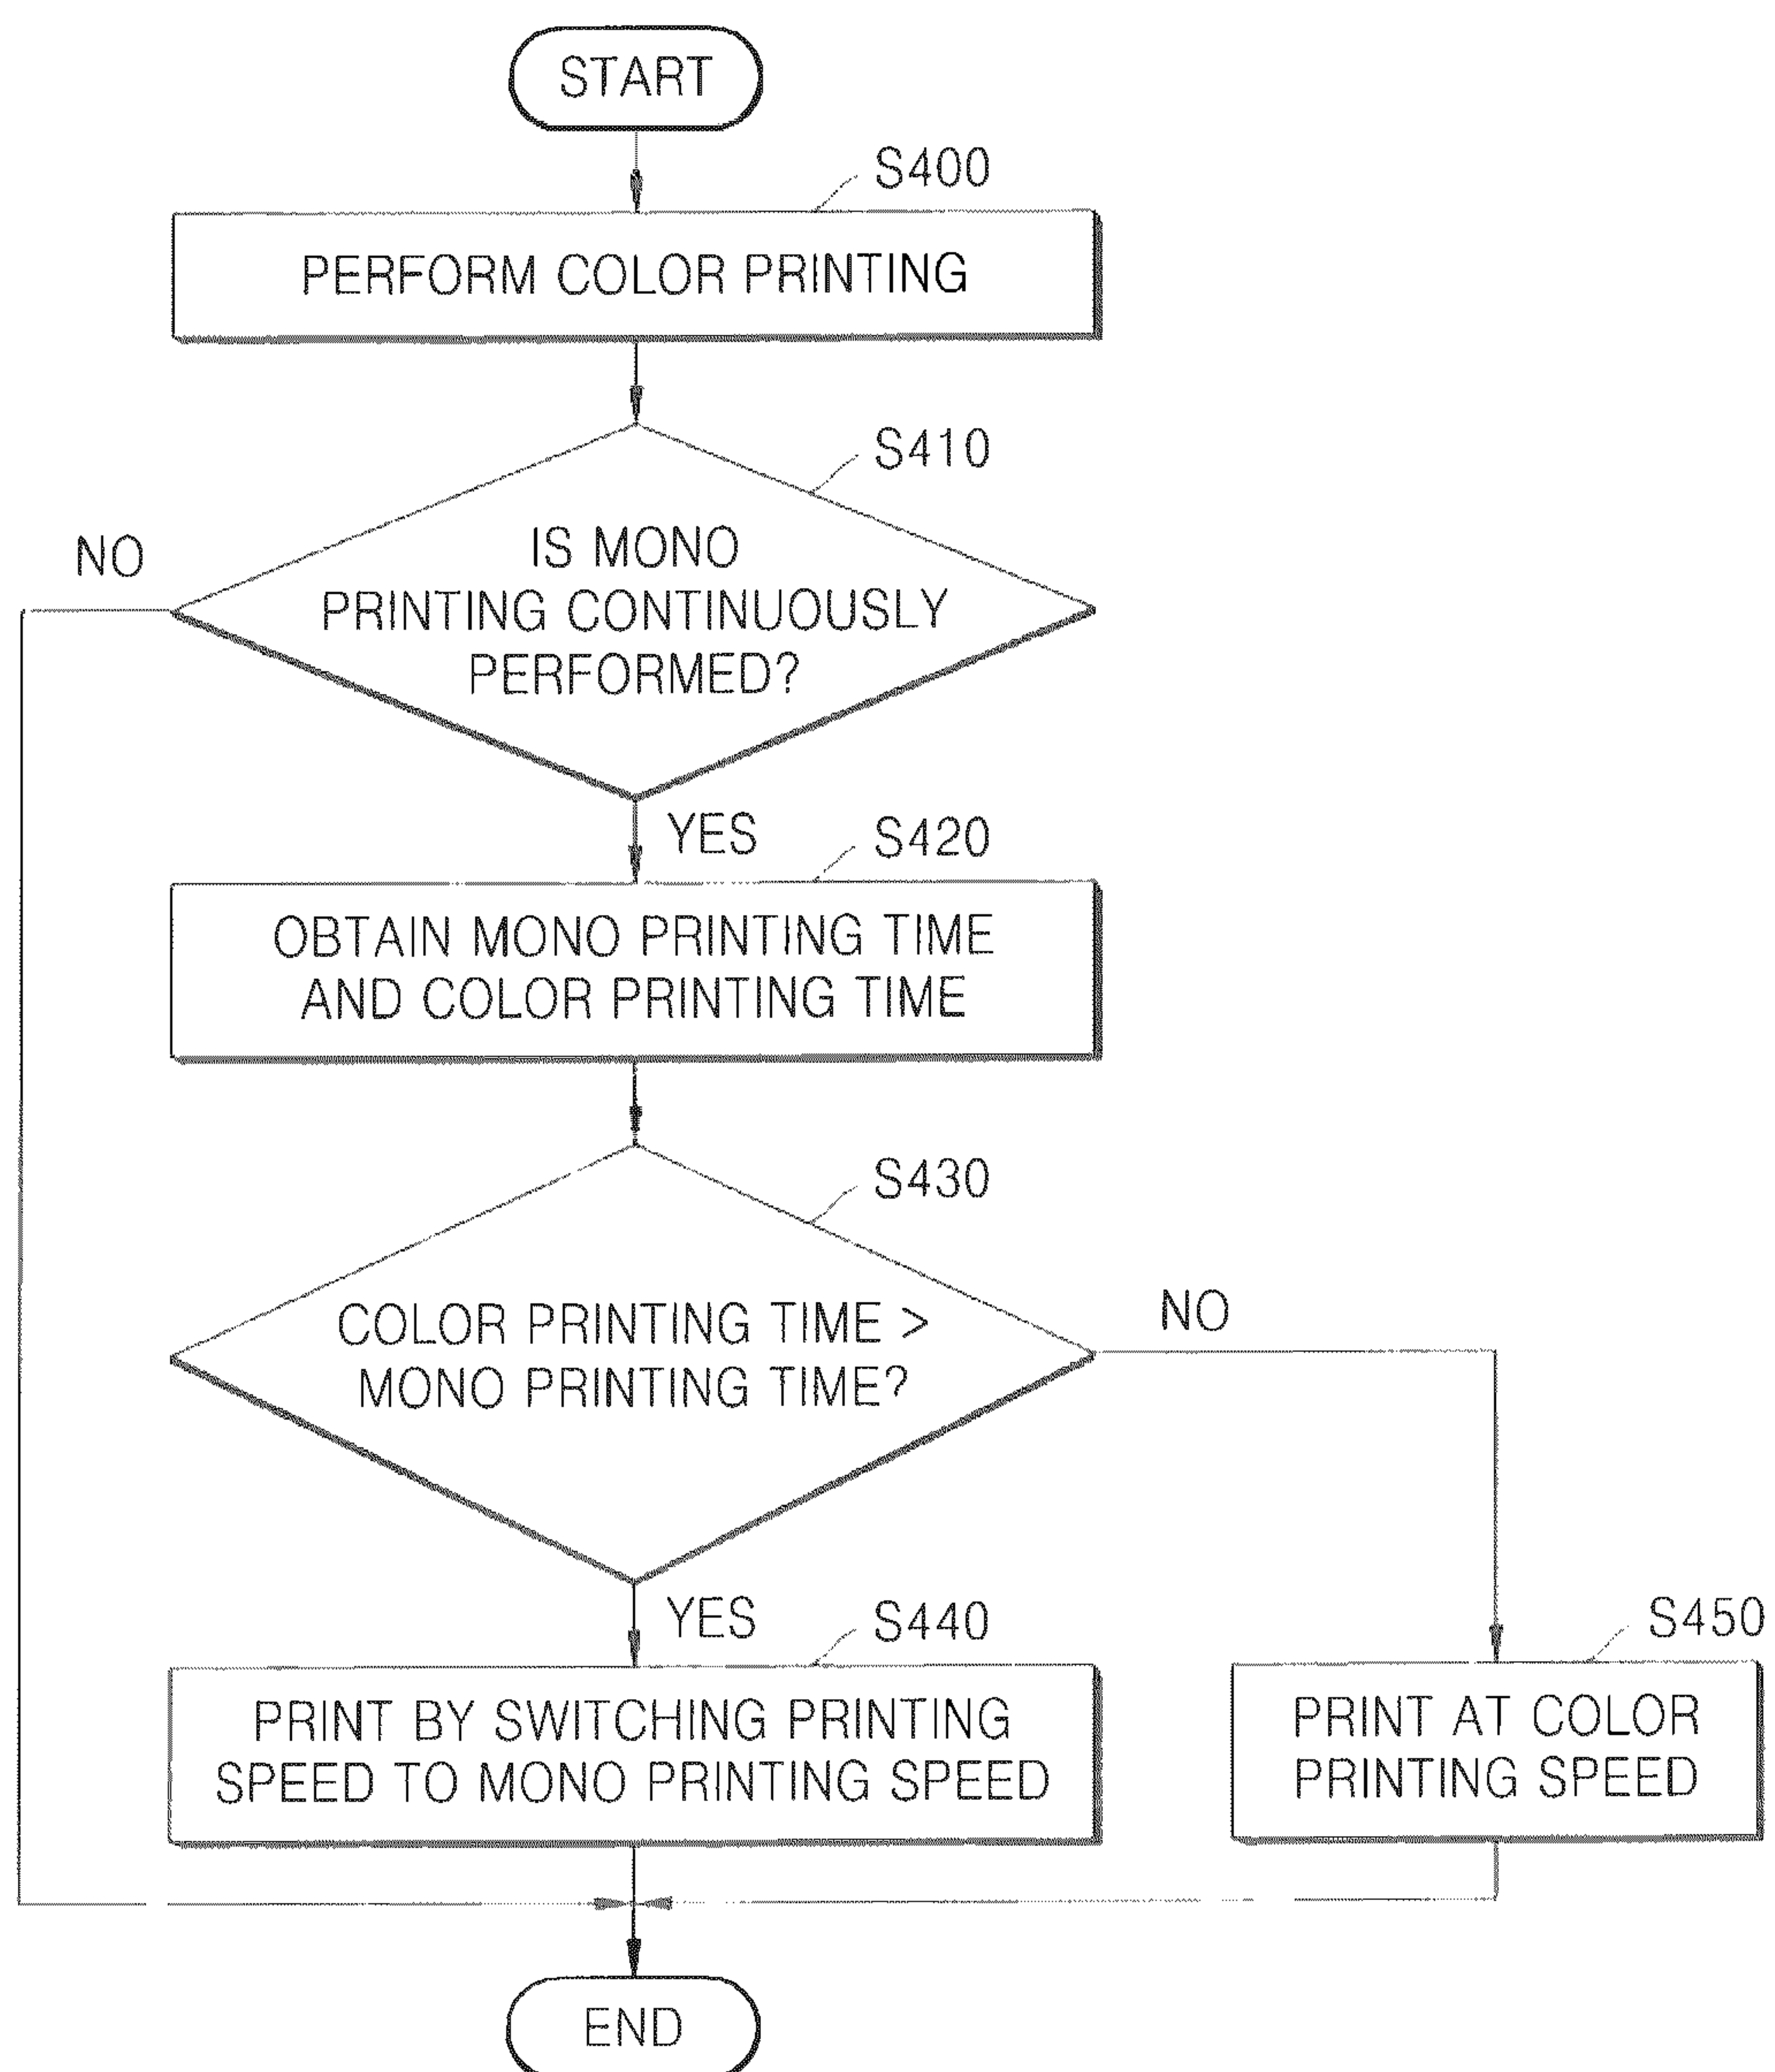 START
S400
PERFORM COLOR PRINTING
S410
NO
IS MONO
PRINTING CONTINUOUSLY
PERFORMED?
YES
S420
OBTAIN MONO PRINTING TIME
AND COLOR PRINTING TIME
S430
COLOR PRINTING TIME >
MONO PRINTING TIME?
NO
YES
S440
PRINT BY SWITCHING PRINTING
SPEED TO MONO PRINTING SPEED
S450
PRINT AT COLOR
PRINTING SPEED
END